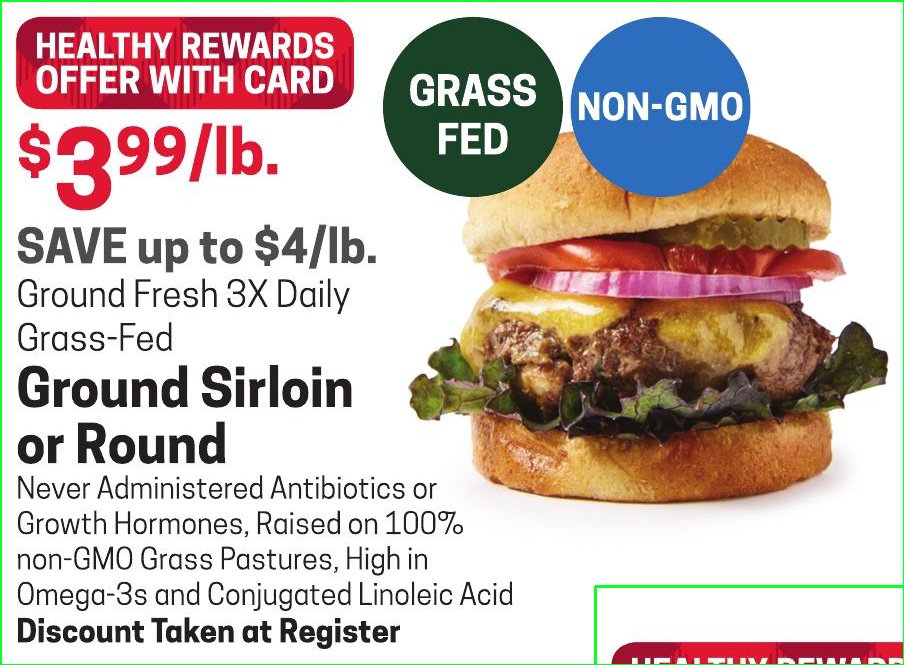 HEALTHY REWARDS
OFFER WITH CARD
$3 99/lb.
GRASS
FED
NON-GMO
SAVE up to $4/lb.
Ground Fresh 3X Daily
Grass-Fed
Ground Sirloin
or Round
Never Administered Antibiotics or
Growth Hormones, Raised on 100%
non-GMO Grass Pastures, High in
Omega-3s and Conjugated Linoleic Acid
Discount Taken at Register